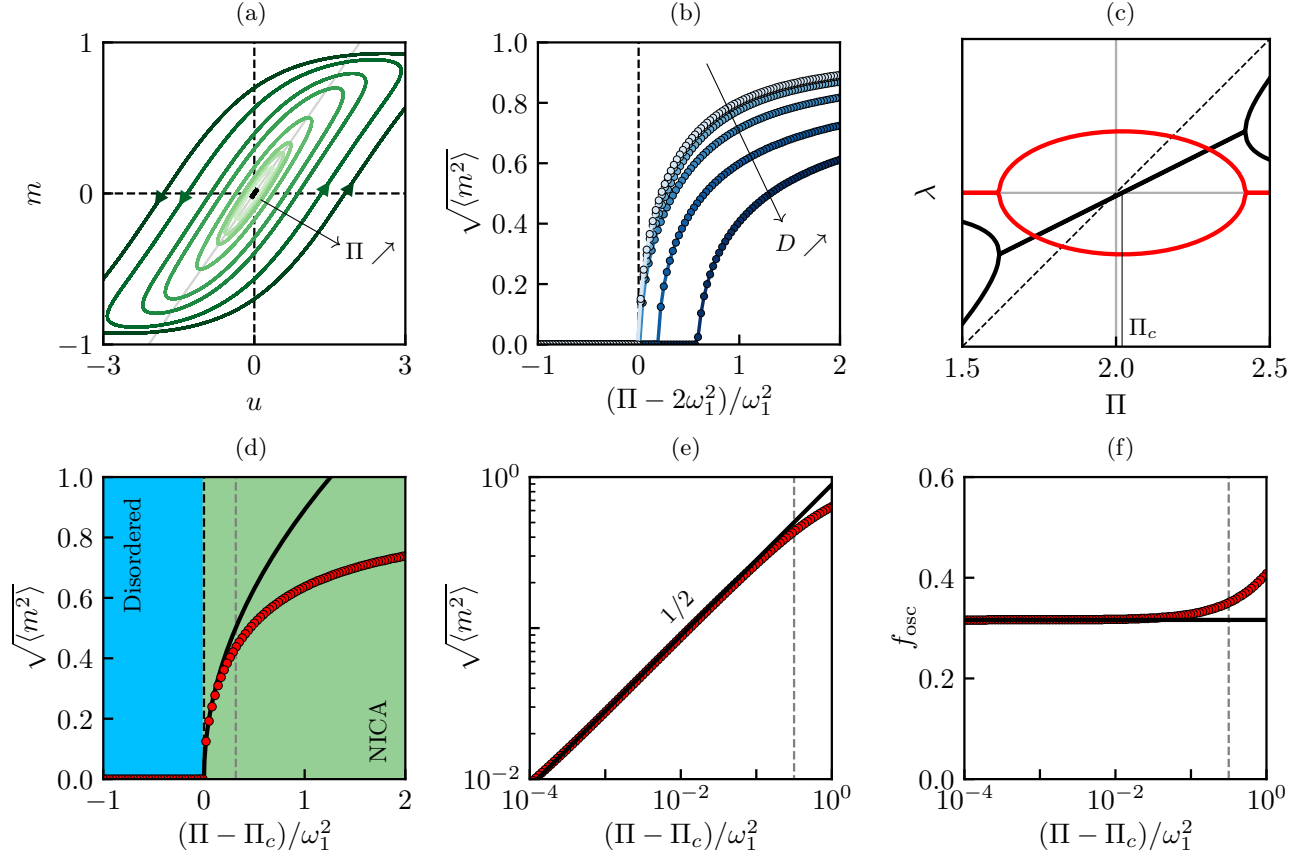 (a)
1
m
0
−1
−3
0
3
u
Π ↗
(b)
√⟨m²⟩
0.0
0.2
0.4
0.6
0.8
1.0
−1
0
1
2
(Π − 2ω₁²)/ω₁²
D ↗
(c)
λ
Π_c
1.5
2.0
2.5
Π
(d)
√⟨m²⟩
1.0
0.8
0.6
0.4
0.2
0.0
Disordered
NICA
−1
0
1
2
(Π − Π_c)/ω₁²
(e)
√⟨m²⟩
10⁰
10⁻¹
10⁻²
1/2
10⁻⁴
10⁻²
10⁰
(Π − Π_c)/ω₁²
(f)
f_osc
0.6
0.4
0.2
0.0
10⁻⁴
10⁻²
10⁰
(Π − Π_c)/ω₁²